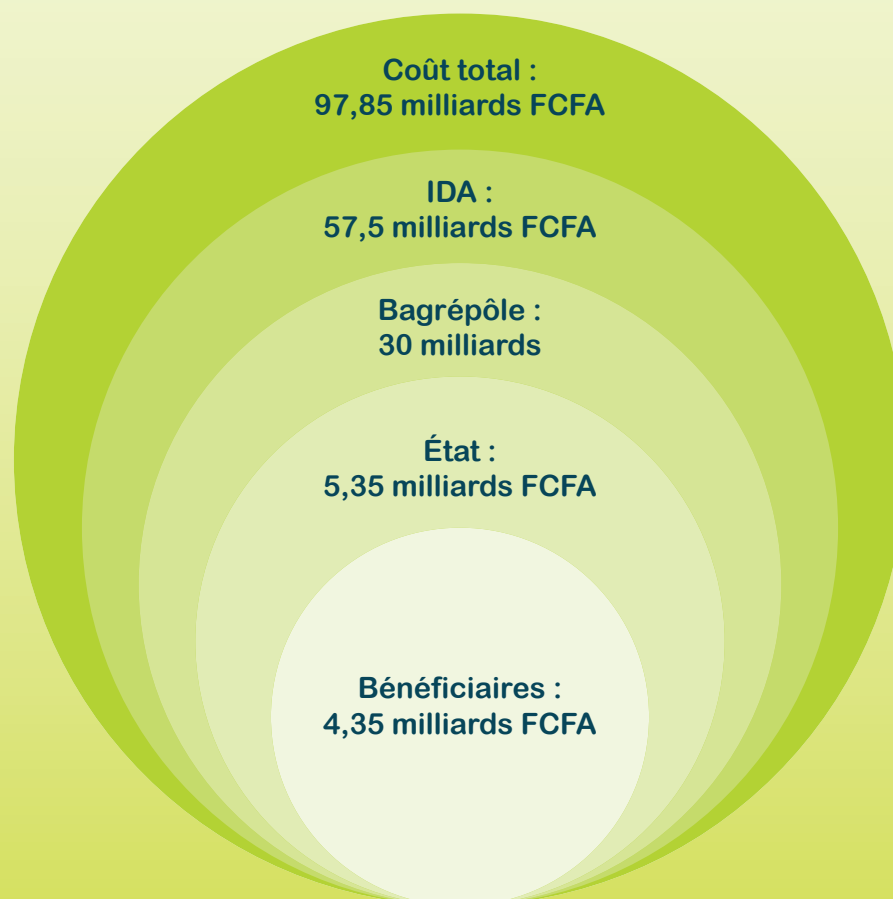 Coût total :
97,85 milliards FCFA
IDA :
57,5 milliards FCFA
Bagrépôle :
30 milliards
État :
5,35 milliards FCFA
Bénéficiaires :
4,35 milliards FCFA